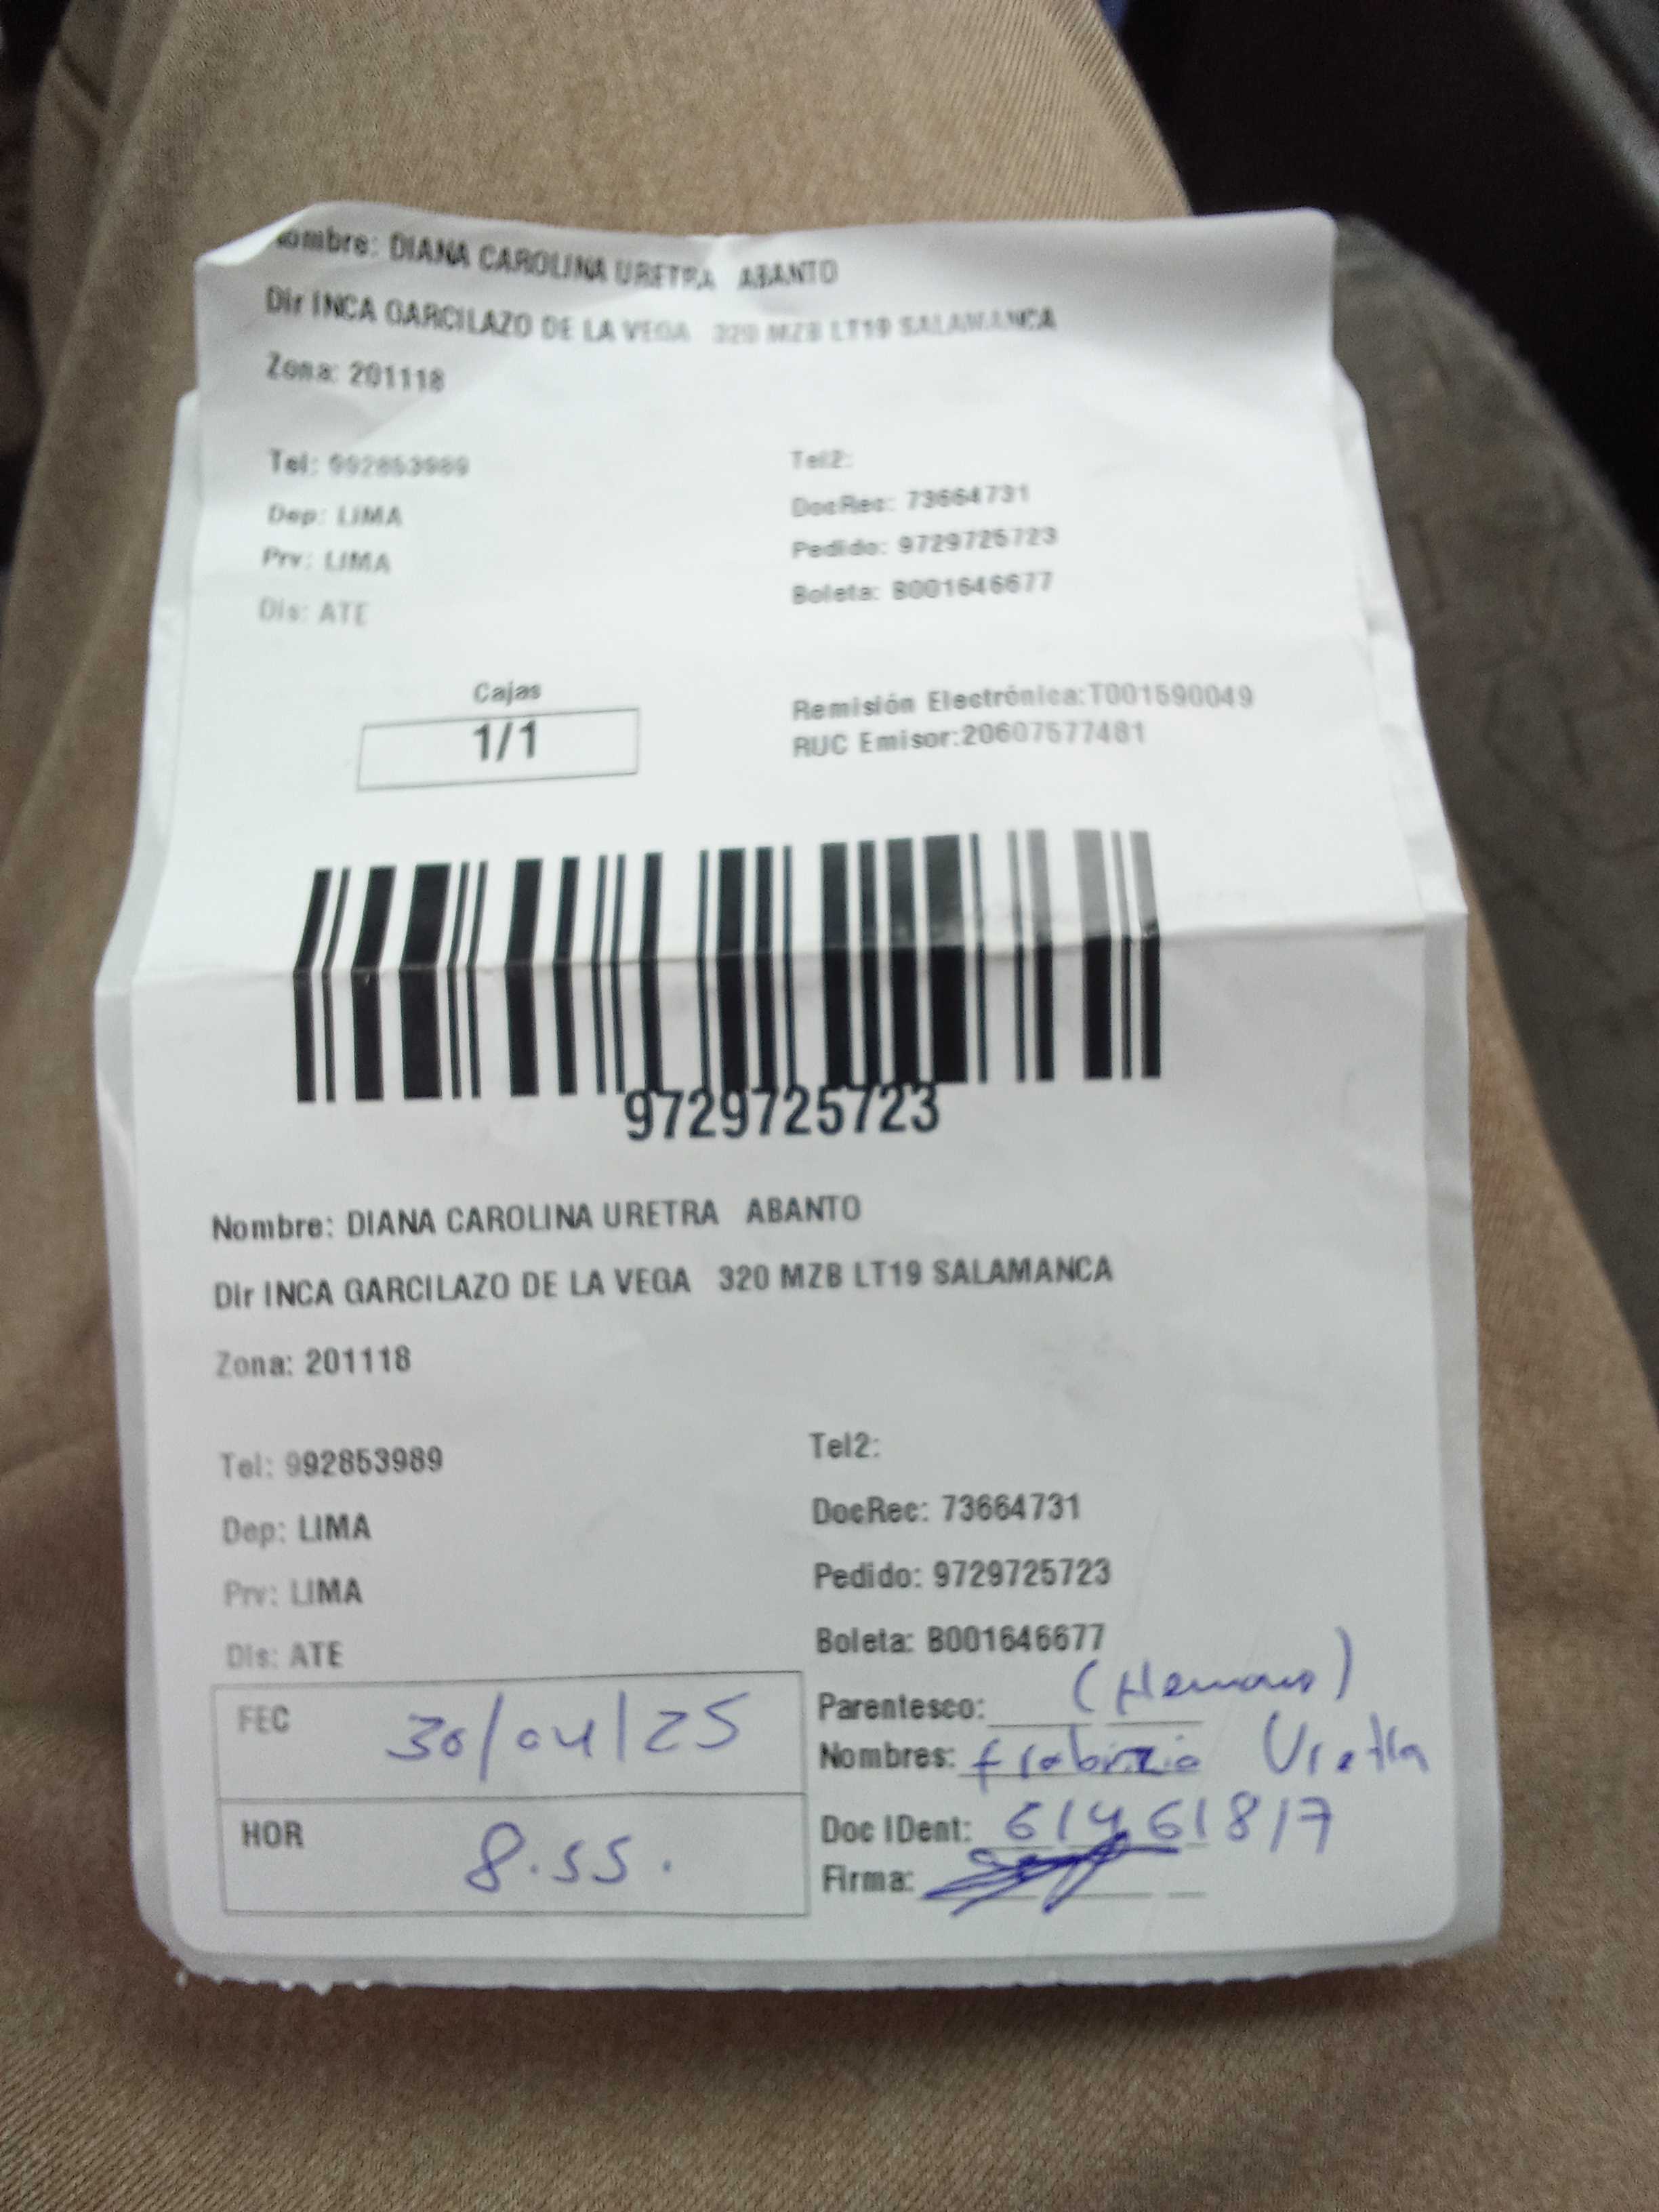 Nombre: DIANA CAROLINA URETRA ABANTO
Dir INCA GARCILAZO DE LA VEGA 320 MZB LT19 SALAMANCA
Zona: 201118
Tel: 992853989 Tel2:
Dep: LIMA DocRec: 73664731
Prv: LIMA Pedido: 9729725723
Dis: ATE Boleta: B001646677
Cajas
1/1
Remisión Electrónica:T001590049
RUC Emisor:20607577481
9729725723
Nombre: DIANA CAROLINA URETRA ABANTO
Dir INCA GARCILAZO DE LA VEGA 320 MZB LT19 SALAMANCA
Zona: 201118
Tel: 992853989 Tel2:
Dep: LIMA DocRec: 73664731
Prv: LIMA Pedido: 9729725723
Dis: ATE Boleta: B001646677
FEC 30/04/25
HOR 8.55.
Parentesco: (Hermano)
Nombres: Uretra
Doc IDent: 61461817
Firma: